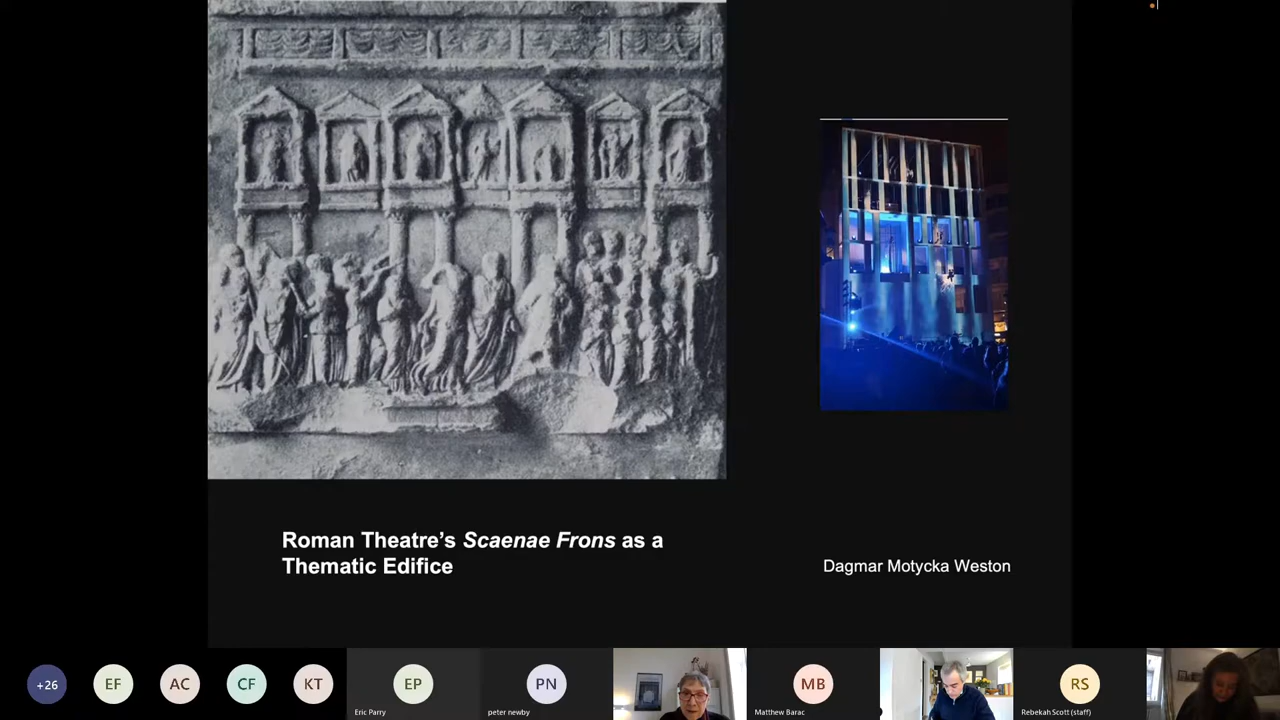 Roman Theatre's Scaenae Frons as a
Thematic Edifice
Dagmar Motycka Weston
+26
EF
AC
CF
KT
EP
Eric Parry
PN
peter newby
MB
Matthew Barac
RS
Rebekah Scott (staff)